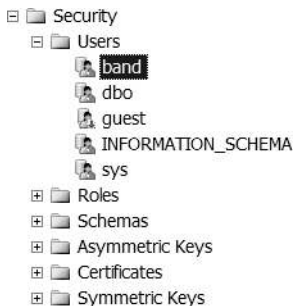 Security
Users
band
dbo
guest
INFORMATION_SCHEMA
sys
Roles
Schemas
Asymmetric Keys
Certificates
Symmetric Keys